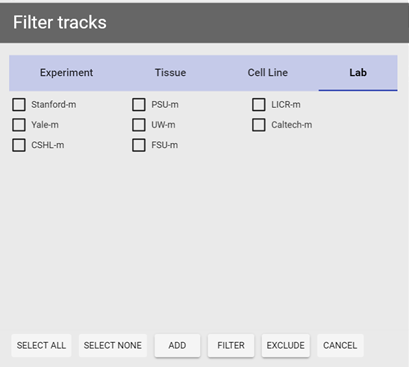 Filter tracks
Experiment Tissue Cell Line Lab
Stanford-m PSU-m LICR-m
Yale-m UW-m Caltech-m
CSHL-m FSU-m
SELECT ALL SELECT NONE ADD FILTER EXCLUDE CANCEL